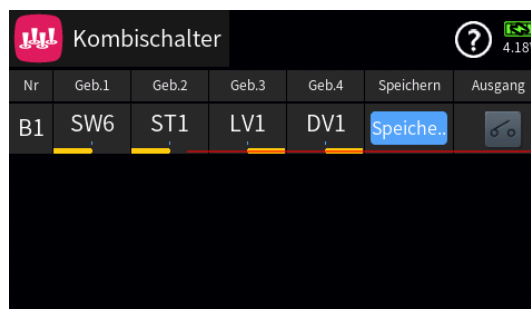 Kombischalter
?
4.18
Nr Geb.1 Geb.2 Geb.3 Geb.4 Speichern Ausgang
B1 SW6 ST1 LV1 DV1 Speiche..